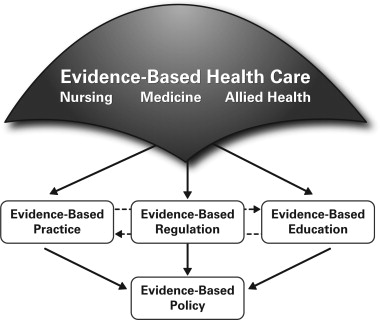 Evidence-Based Health Care
Nursing Medicine Allied Health
Evidence-Based
Practice
Evidence-Based
Regulation
Evidence-Based
Education
Evidence-Based
Policy